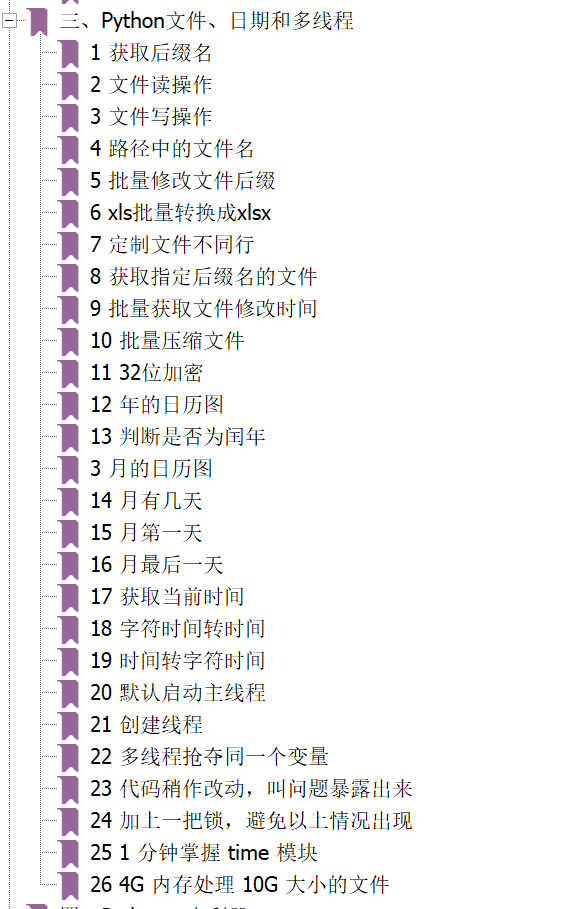 三、Python文件、日期和多线程
1 获取后缀名
2 文件读操作
3 文件写操作
4 路径中的文件名
5 批量修改文件后缀
6 xls批量转换成xlsx
7 定制文件不同行
8 获取指定后缀名的文件
9 批量获取文件修改时间
10 批量压缩文件
11 32位加密
12 年的日历图
13 判断是否为闰年
3 月的日历图
14 月有几天
15 月第一天
16 月最后一天
17 获取当前时间
18 字符时间转时间
19 时间转字符时间
20 默认启动主线程
21 创建线程
22 多线程抢夺同一个变量
23 代码稍作改动，叫问题暴露出来
24 加上一把锁，避免以上情况出现
25 1 分钟掌握 time 模块
26 4G 内存处理 10G 大小的文件